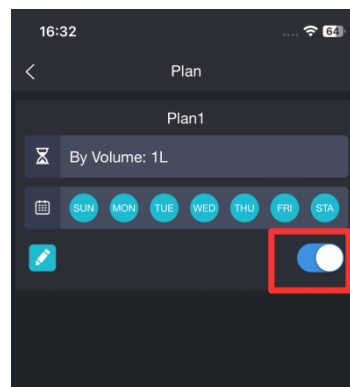 16:32
64
Plan
Plan1
By Volume: 1L
SUN MON TUE WED THU FRI STA